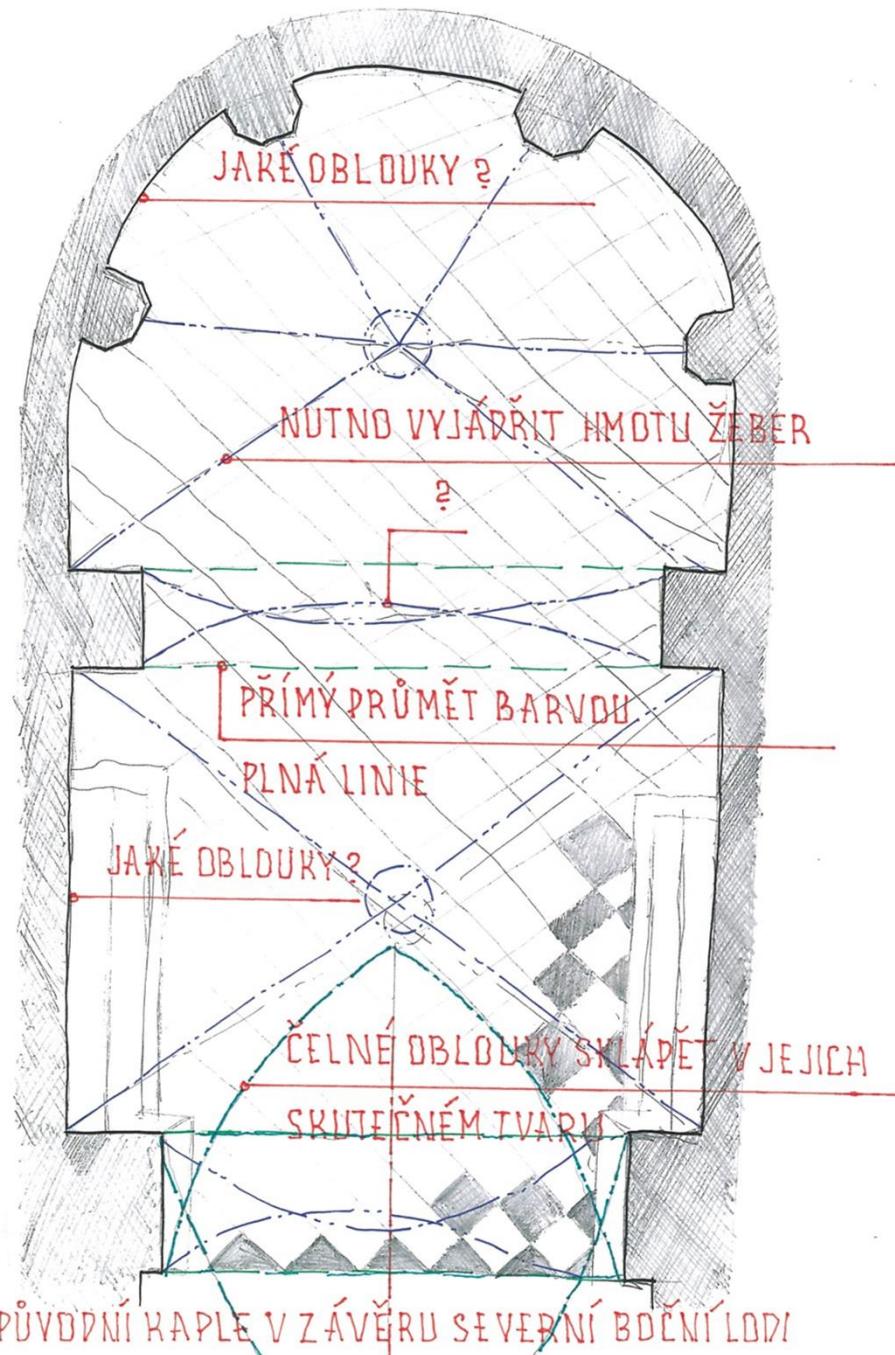 JAKÉ OBLOUKY ?
NUTNO VYJÁDŘIT HMOTU ŽEBER
?
PŘÍMÝ PRŮMĚT BARVOU
PLNÁ LINIE
JAKÉ OBLOUKY ?
ČELNÉ OBLOUKY SKLÁPĚT V JEJICH
SKUTEČNÉM TVARU
PŮVODNÍ KAPLE V ZÁVĚRU SEVERNÍ BOČNÍ LODI